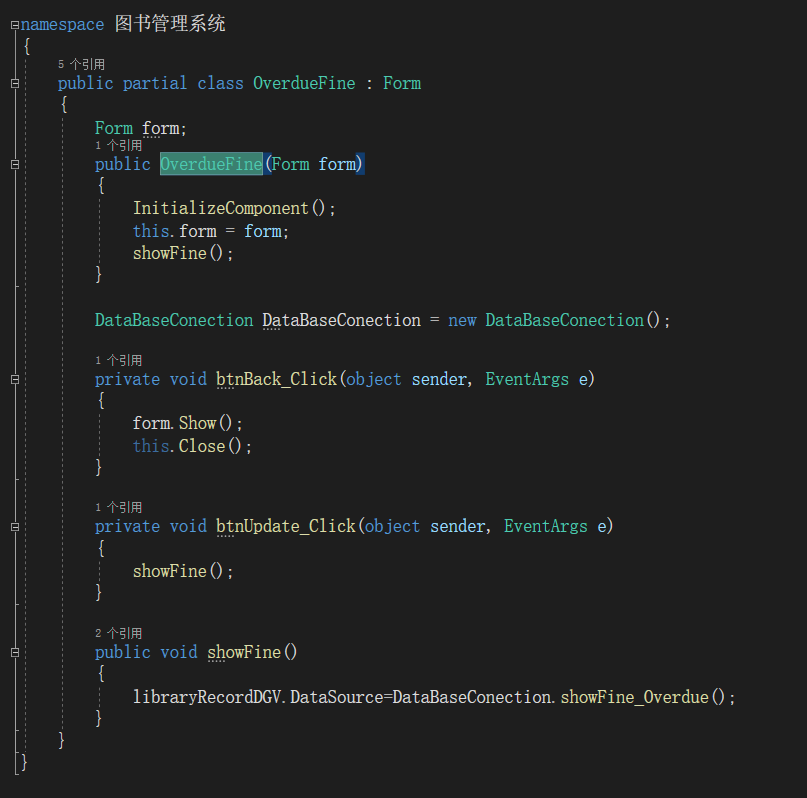 namespace 图书管理系统
{
5 个引用
public partial class OverdueFine : Form
{
Form form;
1 个引用
public OverdueFine(Form form)
{
InitializeComponent();
this.form = form;
showFine();
}
DataBaseConection DataBaseConection = new DataBaseConection();
1 个引用
private void btnBack_Click(object sender, EventArgs e)
{
form.Show();
this.Close();
}
1 个引用
private void btnUpdate_Click(object sender, EventArgs e)
{
showFine();
}
2 个引用
public void showFine()
{
libraryRecordDGV.DataSource=DataBaseConection.showFine_Overdue();
}
}
}